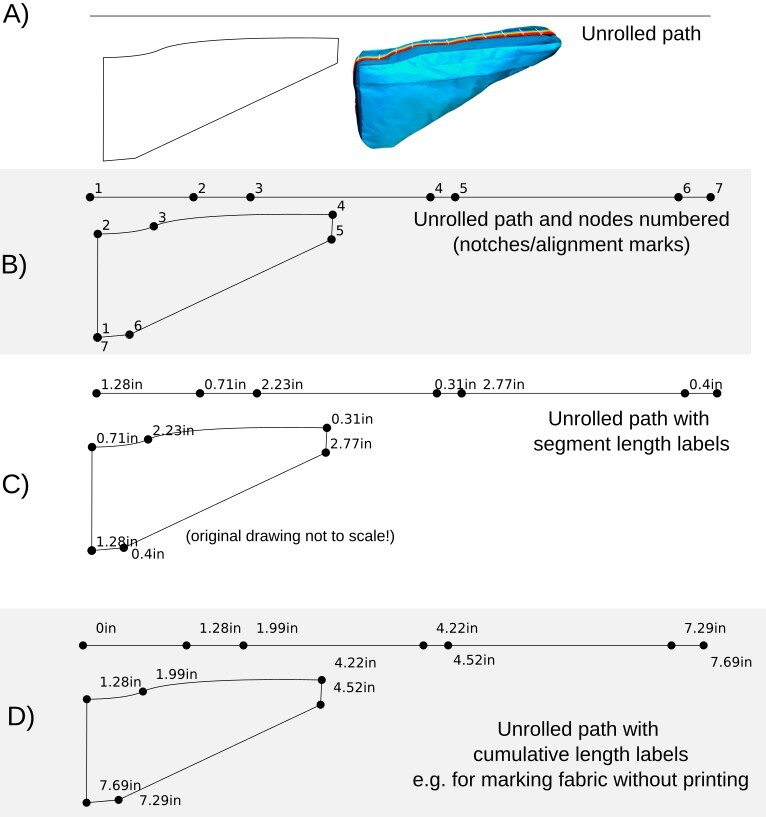 A)
Unrolled path
1 2 3 4 5 6 7
2 3 4
5
1 6
7
Unrolled path and nodes numbered
(notches/alignment marks)
B)
1.28in 0.71in 2.23in 0.31in 2.77in 0.4in
0.71in 2.23in 0.31in
2.77in
1.28in
0.4in
Unrolled path with
segment length labels
C)
(original drawing not to scale!)
0in 1.28in 1.99in 4.22in 7.29in
4.52in 7.69in
1.28in 1.99in 4.22in
4.52in
7.69in
7.29in
D)
Unrolled path with
cumulative length labels
e.g. for marking fabric without printing